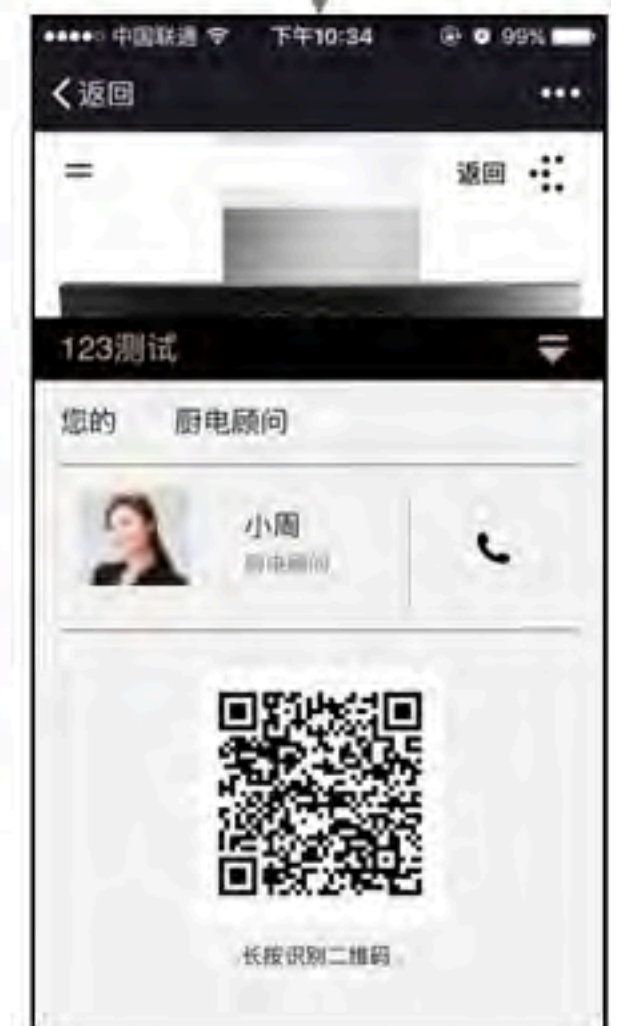 中国联通 下午10:34 99%
返回
返回
123测试
您的 厨电顾问
小周
厨电顾问
长按识别二维码